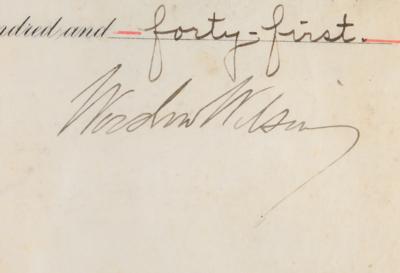 ndred and forty-first.
Woodrow Wilson